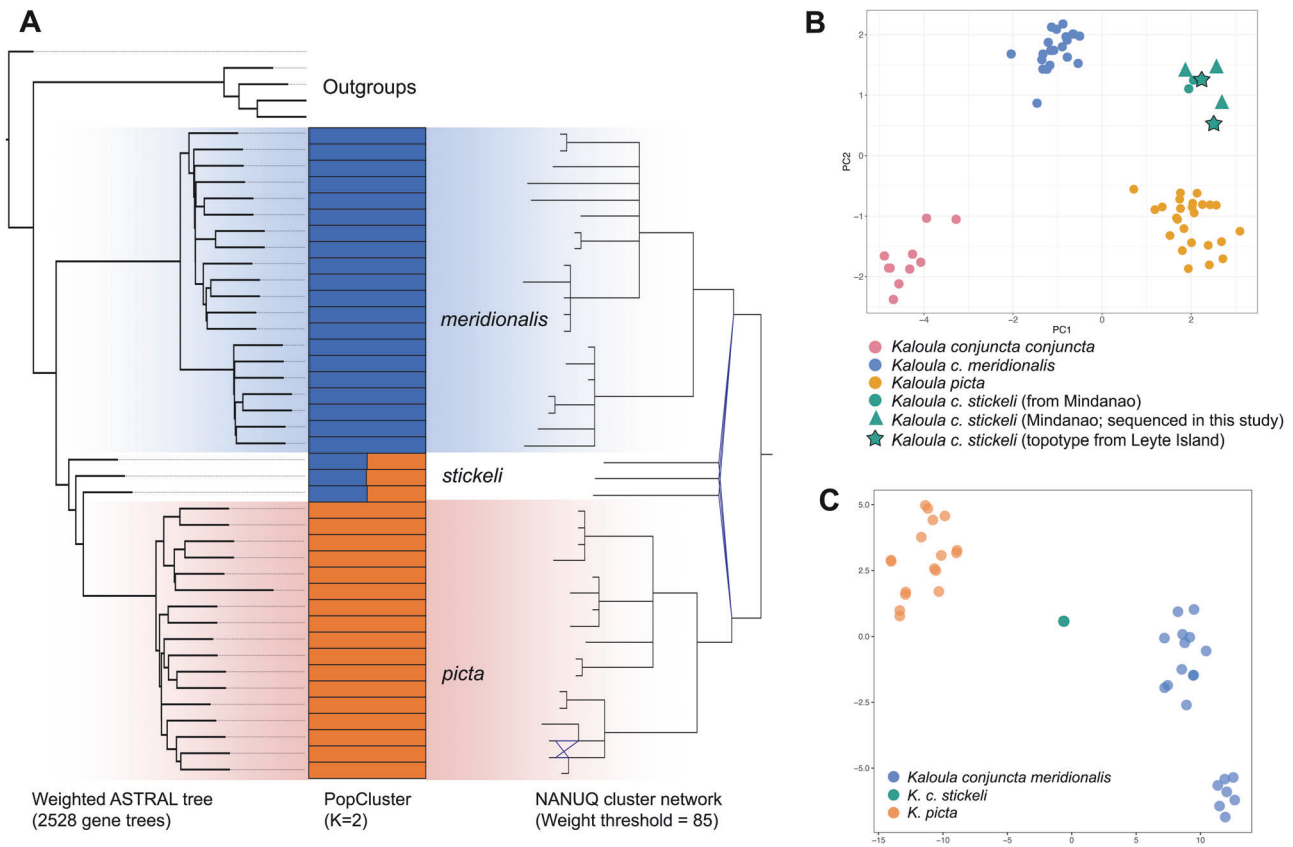 A
Outgroups
meridionalis
stickeli
picta
Weighted ASTRAL tree
(2528 gene trees)
PopCluster
(K=2)
NANUQ cluster network
(Weight threshold = 85)
B
2
1
0
−1
−2
PC2
−4
−2
0
2
PC1
Kaloula conjuncta conjuncta
Kaloula c. meridionalis
Kaloula picta
Kaloula c. stickeli (from Mindanao)
Kaloula c. stickeli (Mindanao; sequenced in this study)
Kaloula c. stickeli (topotype from Leyte Island)
C
5.0
2.5
0.0
−2.5
−5.0
Kaloula conjuncta meridionalis
K. c. stickeli
K. picta
−15
−10
−5
0
5
10